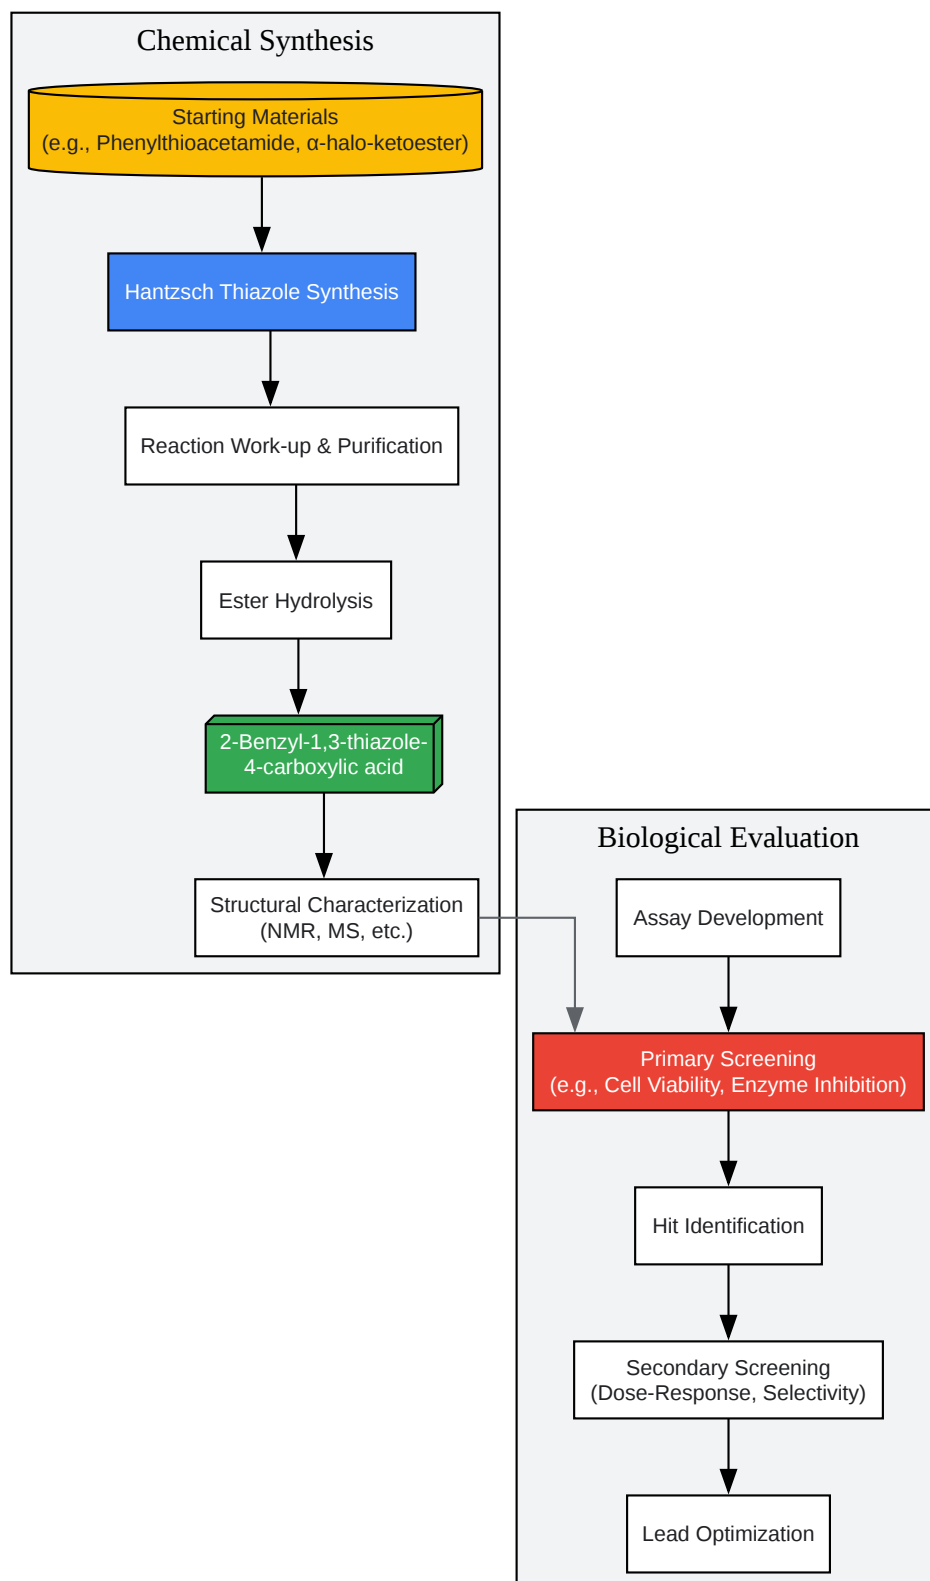 Chemical Synthesis
Starting Materials
(e.g., Phenylthioacetamide, α-halo-ketoester)
Hantzsch Thiazole Synthesis
Reaction Work-up & Purification
Ester Hydrolysis
2-Benzyl-1,3-thiazole-
4-carboxylic acid
Structural Characterization
(NMR, MS, etc.)
Biological Evaluation
Assay Development
Primary Screening
(e.g., Cell Viability, Enzyme Inhibition)
Hit Identification
Secondary Screening
(Dose-Response, Selectivity)
Lead Optimization